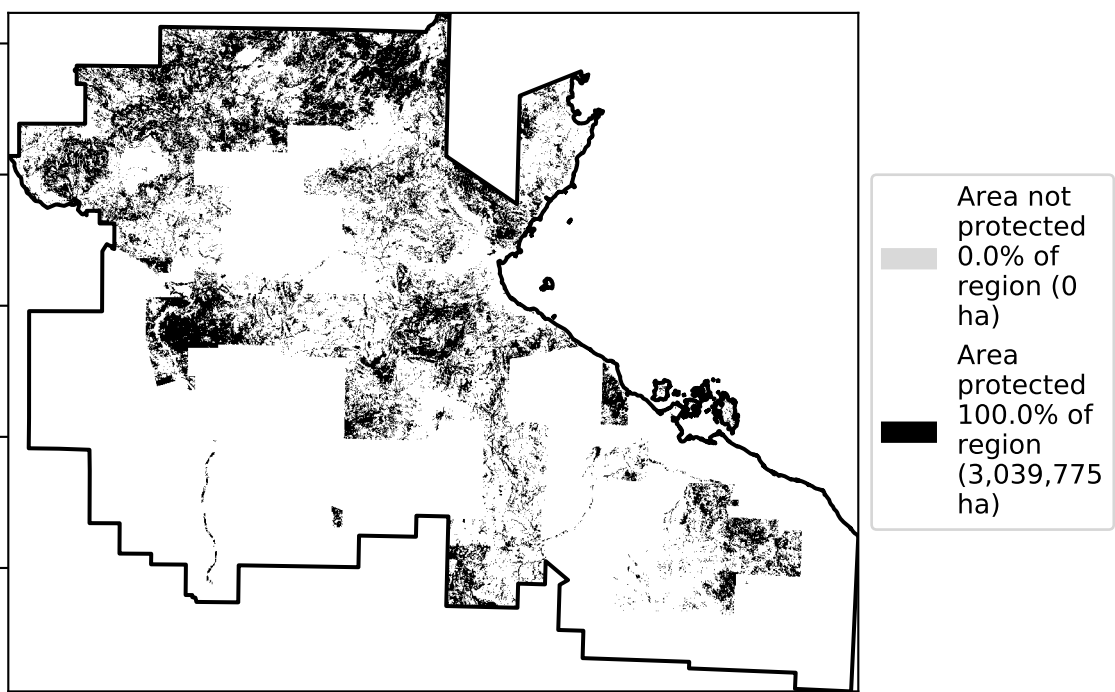 Area not
protected
0.0% of
region (0
ha)
Area
protected
100.0% of
region
(3,039,775
ha)